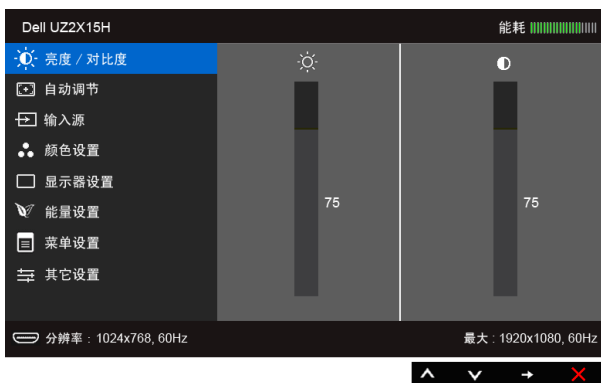 Dell UZ2X15H 能耗
亮度 / 对比度
自动调节
输入源
颜色设置
显示器设置
75 75
能量设置
菜单设置
其它设置
分辨率 : 1024x768, 60Hz 最大 : 1920x1080, 60Hz